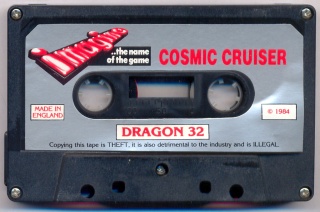 imagine
...the name
of the game
COSMIC CRUISER
MADE IN
ENGLAND
© 1984
DRAGON 32
Copying this tape is THEFT, it is also detrimental to the industry and is ILLEGAL.